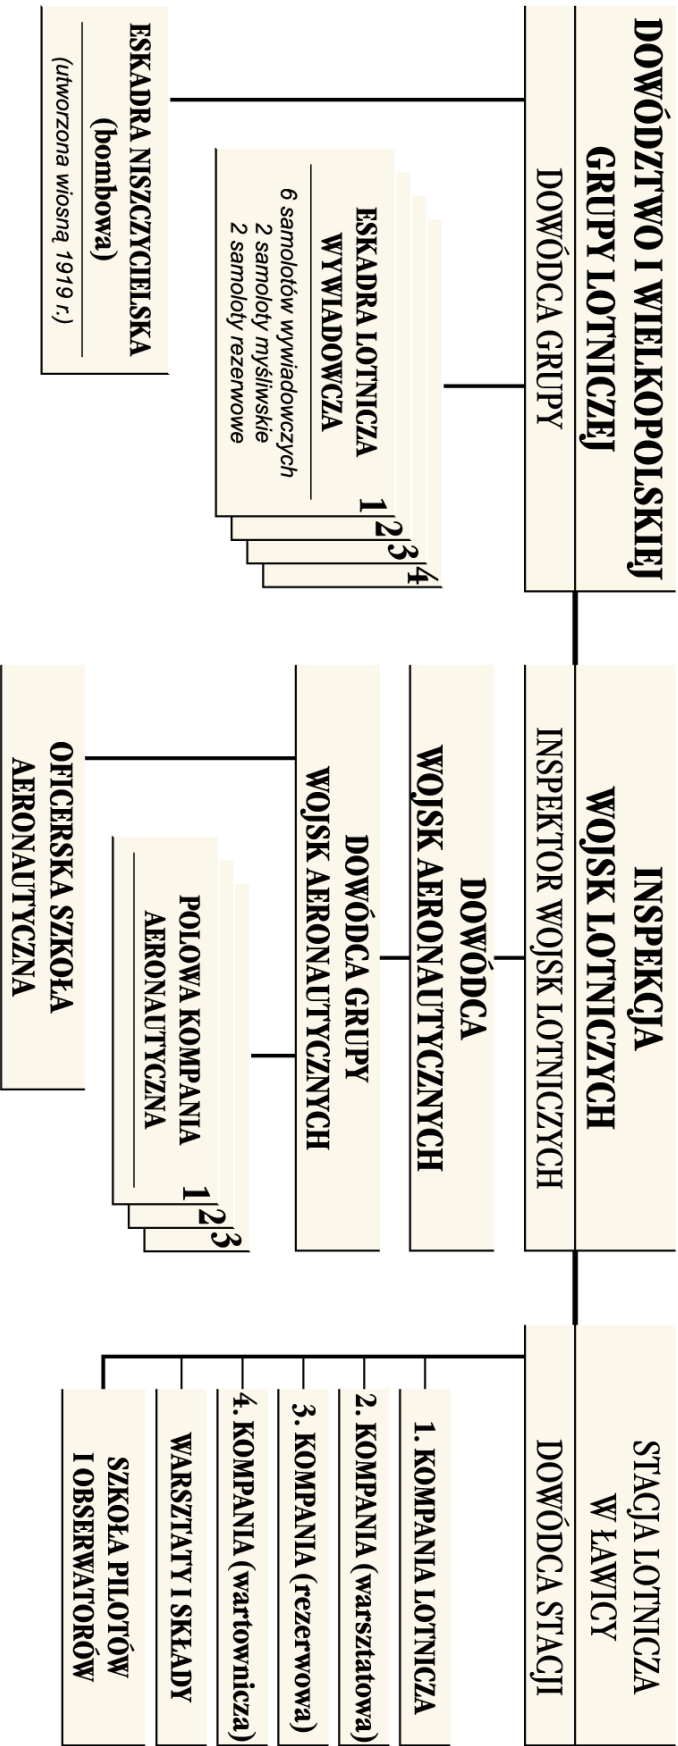 DOWÓDZTWO I WIELKOPOLSKIEJ
GRUPY LOTNICZEJ
DOWÓDCA GRUPY
ESKADRA LOTNICZA
WYWIADOWCZA
6 samolotów wywiadowczych
2 samoloty myśliwskie
2 samoloty rezerwowe
1
2
3
4
ESKADRA NISZCZYCIELSKA
(bombowa)
(utworzona wiosną 1919 r.)
INSPEKCJA
WOJSK LOTNICZYCH
INSPEKTOR WOJSK LOTNICZYCH
DOWÓDCA
WOJSK AERONAUTYCZNYCH
DOWÓDCA GRUPY
WOJSK AERONAUTYCZNYCH
POLOWA KOMPANIA
AERONAUTYCZNA
1
2
3
OFICERSKA SZKOŁA
AERONAUTYCZNA
STACJA LOTNICZA
W ŁAWICY
DOWÓDCA STACJI
1. KOMPANIA LOTNICZA
2. KOMPANIA (warsztatowa)
3. KOMPANIA (rezerwowa)
4. KOMPANIA (wartownicza)
WARSZTATY I SKŁADY
SZKOŁA PILOTÓW
I OBSERWATORÓW